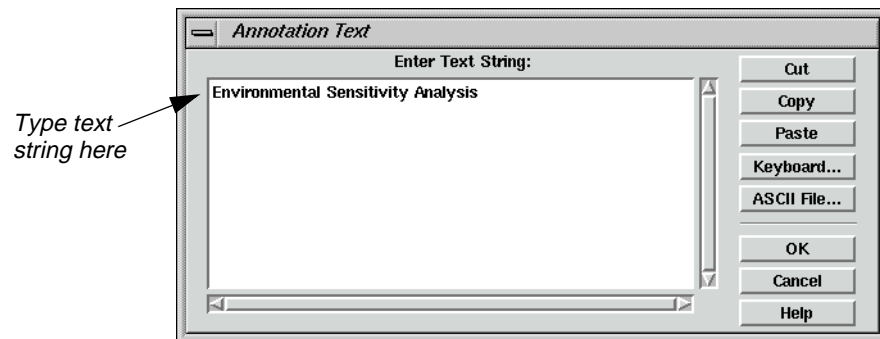 Annotation Text
Enter Text String:
Environmental Sensitivity Analysis
Type text
string here
Cut
Copy
Paste
Keyboard...
ASCII File...
OK
Cancel
Help